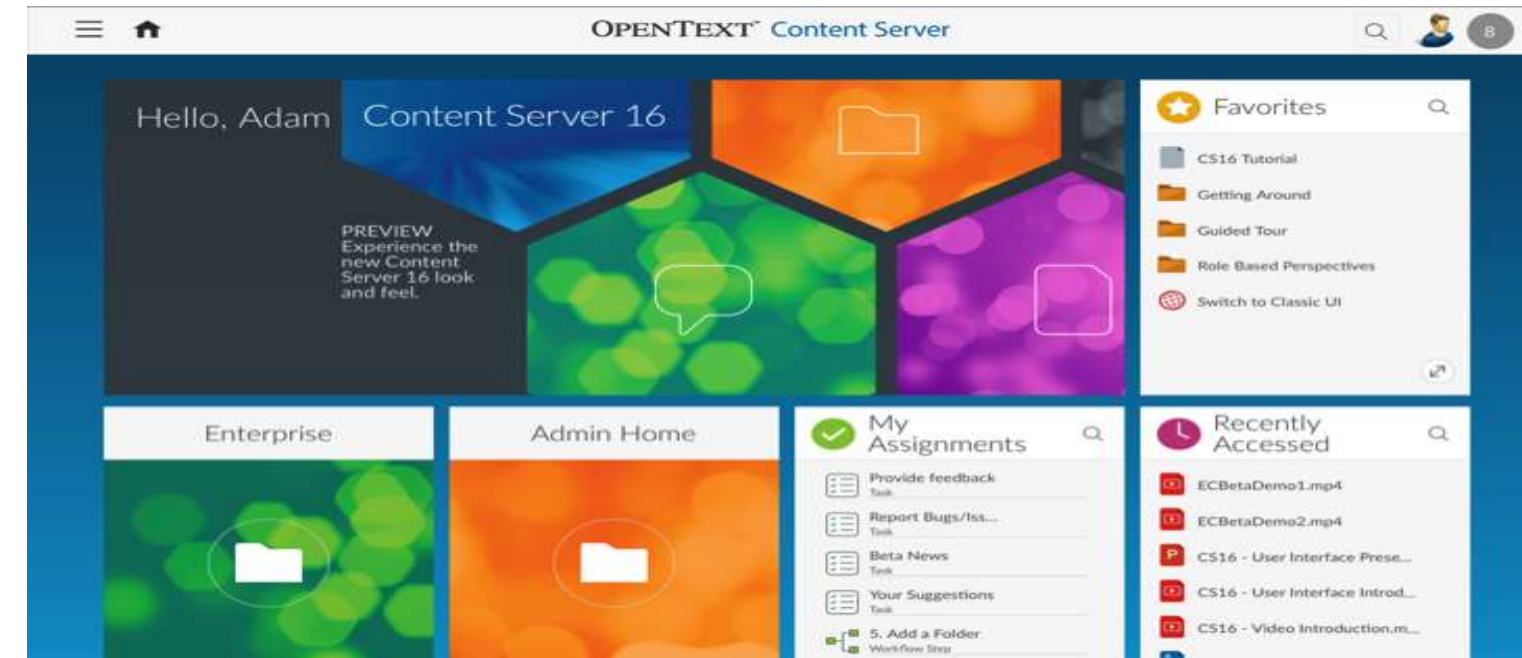 OPENTEXT™ Content Server
8
Hello, Adam
Content Server 16
PREVIEW
Experience the
new Content
Server 16 look
and feel.
Favorites
CS16 Tutorial
Getting Around
Guided Tour
Role Based Perspectives
Switch to Classic UI
Enterprise
Admin Home
My
Assignments
Provide feedback
Task
Report Bugs/Iss...
Task
Beta News
Task
Your Suggestions
Task
5. Add a Folder
Workflow Step
Recently
Accessed
ECBetaDemo1.mp4
ECBetaDemo2.mp4
P
CS16 - User Interface Prese...
CS16 - User Interface Introd...
CS16 - Video Introduction.m...